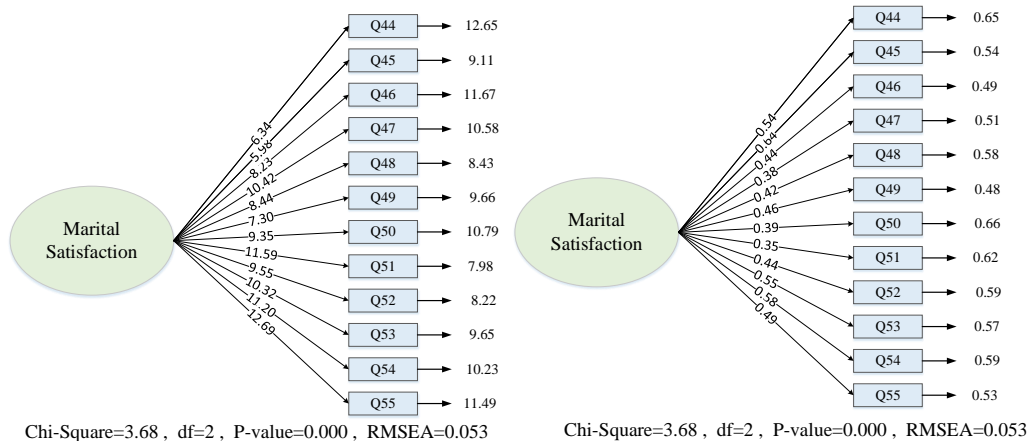 Marital
Satisfaction
6.34
5.98
8.23
10.42
8.44
7.30
9.35
11.59
9.55
10.32
11.20
12.69
Q44 12.65
Q45 9.11
Q46 11.67
Q47 10.58
Q48 8.43
Q49 9.66
Q50 10.79
Q51 7.98
Q52 8.22
Q53 9.65
Q54 10.23
Q55 11.49
Chi-Square=3.68 , df=2 , P-value=0.000 , RMSEA=0.053
Marital
Satisfaction
0.54
0.64
0.44
0.38
0.42
0.46
0.39
0.35
0.44
0.55
0.58
0.49
Q44 0.65
Q45 0.54
Q46 0.49
Q47 0.51
Q48 0.58
Q49 0.48
Q50 0.66
Q51 0.62
Q52 0.59
Q53 0.57
Q54 0.59
Q55 0.53
Chi-Square=3.68 , df=2 , P-value=0.000 , RMSEA=0.053